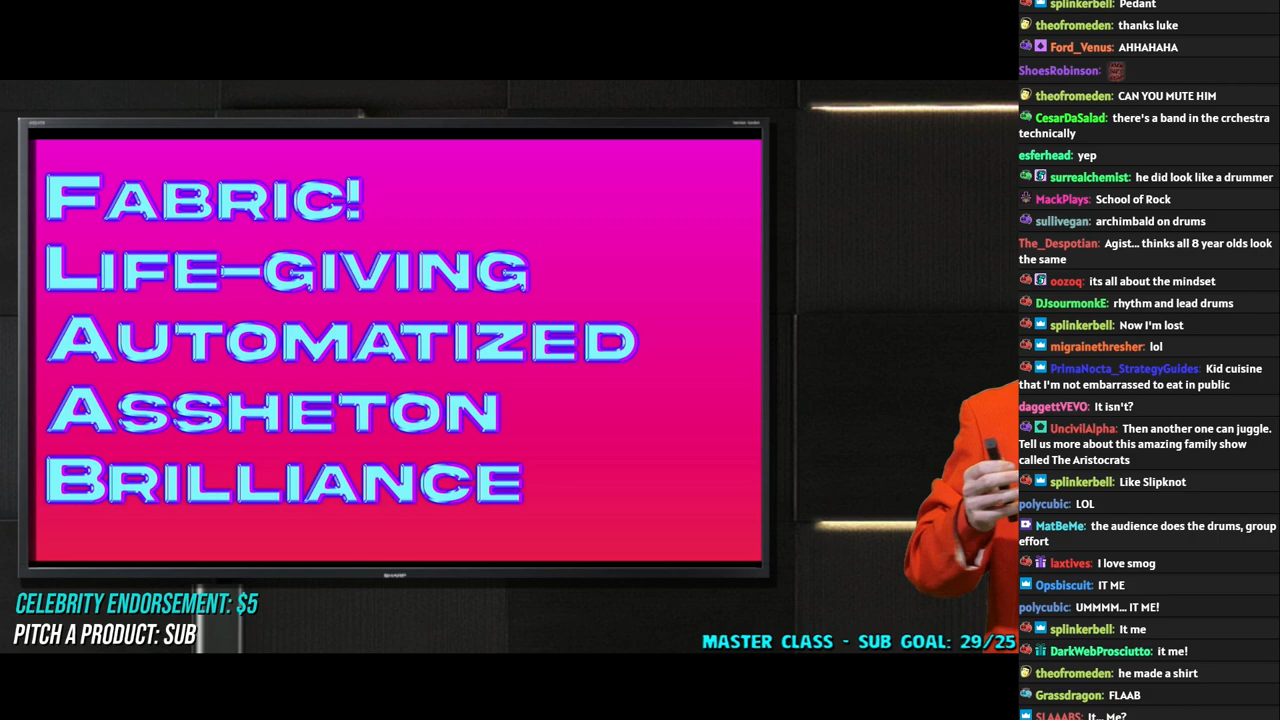 FABRIC!
LIFE-GIVING
AUTOMATIZED
ASSHETON
BRILLIANCE
SHARP
CELEBRITY ENDORSEMENT: $5
PITCH A PRODUCT: SUB
MASTER CLASS - SUB GOAL: 29/25
splinkerbell: Pedant
theofromeden: thanks luke
Ford_Venus: AHHAHAHA
ShoesRobinson:
theofromeden: CAN YOU MUTE HIM
CesarDaSalad: there's a band in the crchestra
technically
esferhead: yep
surrealchemist: he did look like a drummer
MackPlays: School of Rock
sullivegan: archimbald on drums
The_Despotian: Agist... thinks all 8 year olds look
the same
oozoq: its all about the mindset
DJsourmonkE: rhythm and lead drums
splinkerbell: Now I'm lost
migrainethresher: lol
PrimaNocta_StrategyGuides: Kid cuisine
that I'm not embarrassed to eat in public
daggettVEVO: It isn't?
UncivilAlpha: Then another one can juggle.
Tell us more about this amazing family show
called The Aristocrats
splinkerbell: Like Slipknot
polycubic: LOL
MatBeMe: the audience does the drums, group
effort
laxtives: I love smog
Opsbiscuit: IT ME
polycubic: UMMMM... IT ME!
splinkerbell: It me
DarkWebProsciutto: it me!
theofromeden: he made a shirt
Grassdragon: FLAAB
SLAAABS: It... Me?